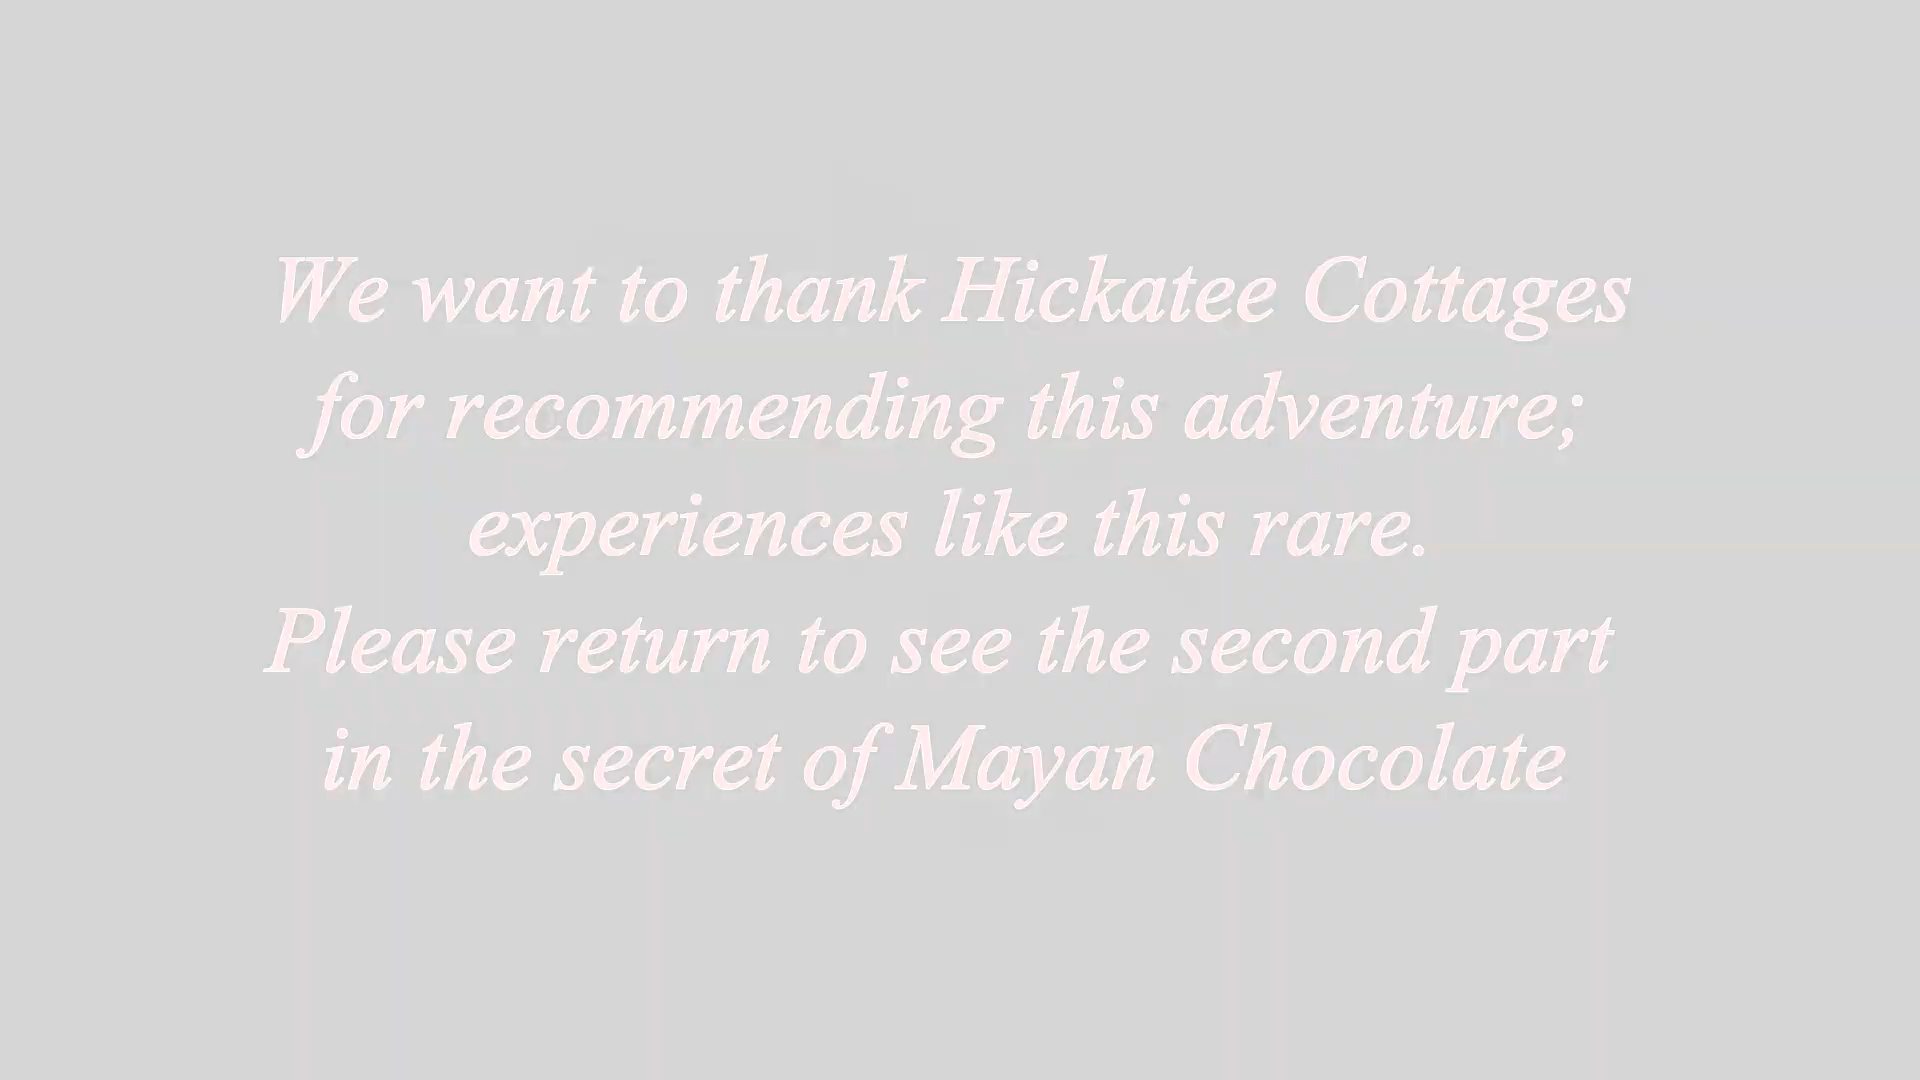 We want to thank Hickatee Cottages
for recommending this adventure;
experiences like this rare.
Please return to see the second part
in the secret of Mayan Chocolate